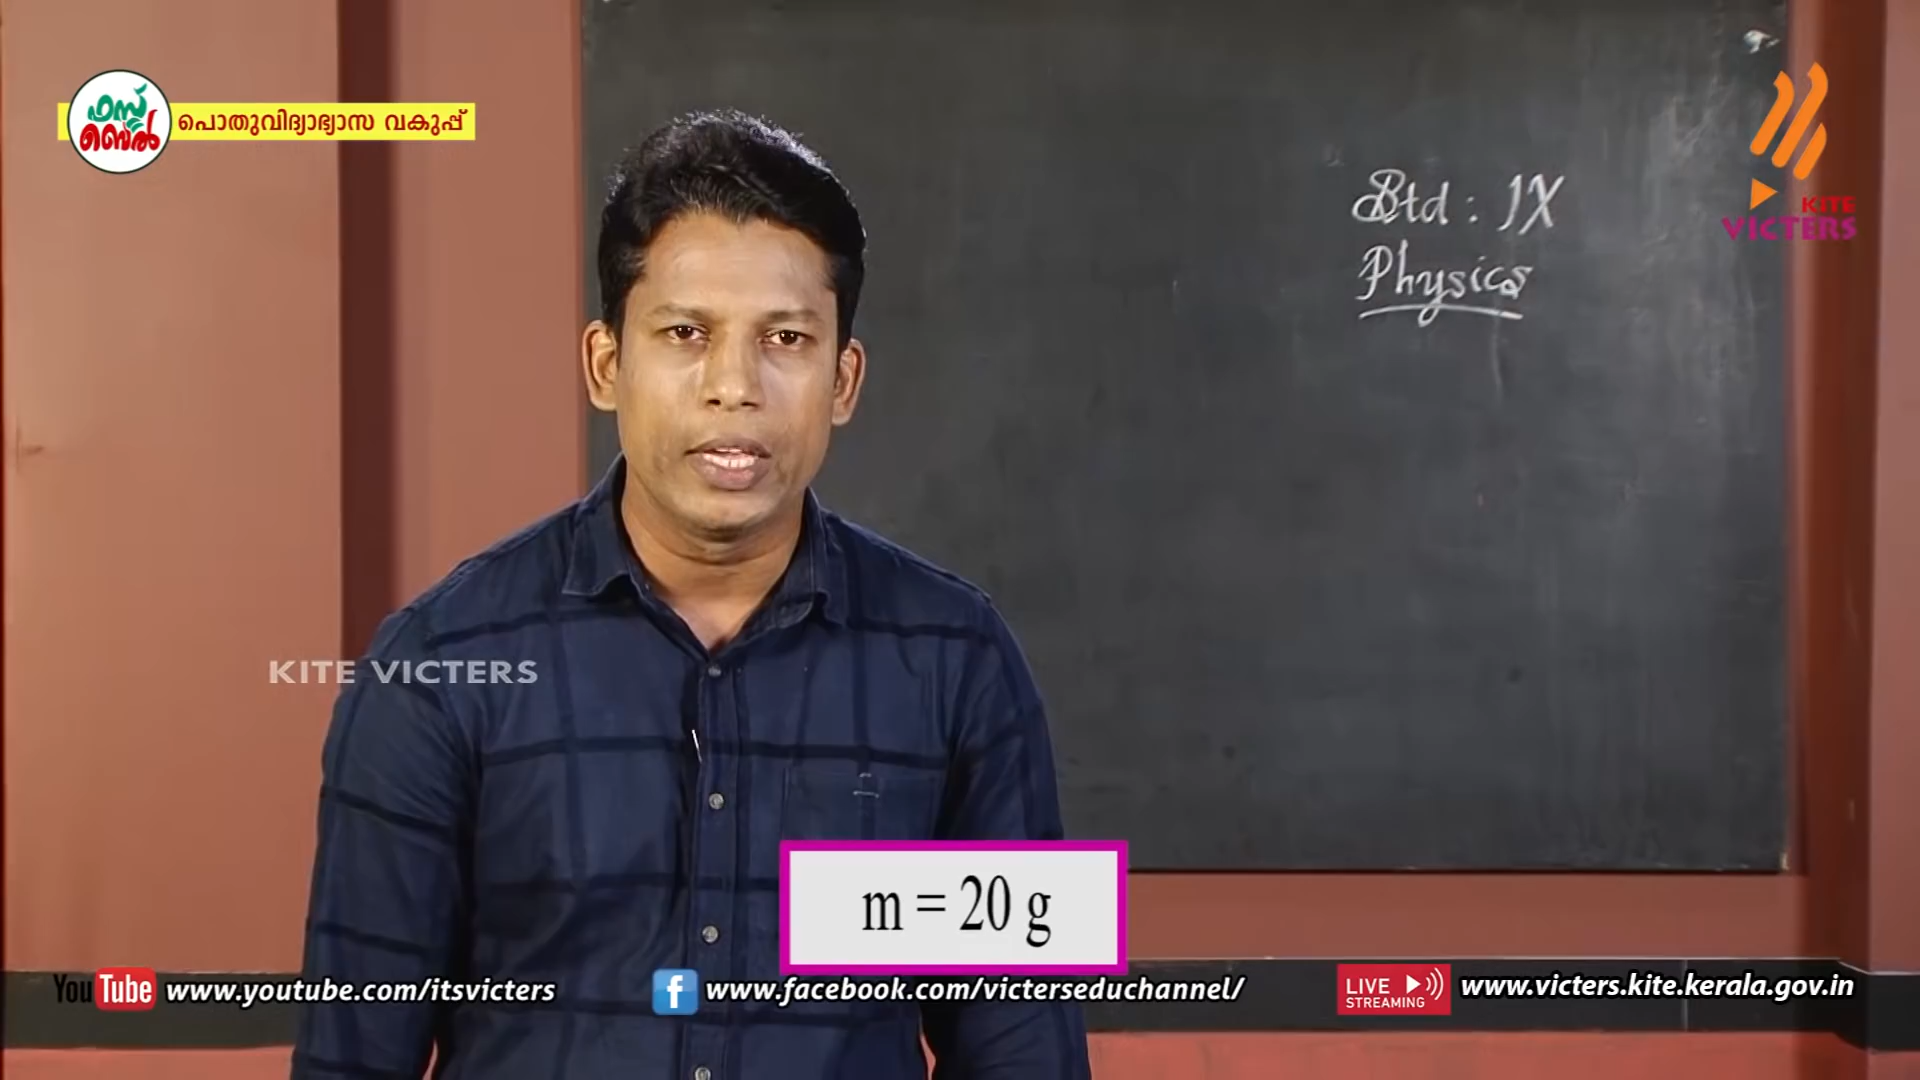 ഫസ്റ്റ്
ബെൽ
പൊതുവിദ്യാഭ്യാസ വകുപ്പ്
Std : IX
Physics
KITE
VICTERS
KITE VICTERS
m = 20 g
YouTube www.youtube.com/itsvicters
f www.facebook.com/victerseduchannel/
LIVE
STREAMING
www.victers.kite.kerala.gov.in